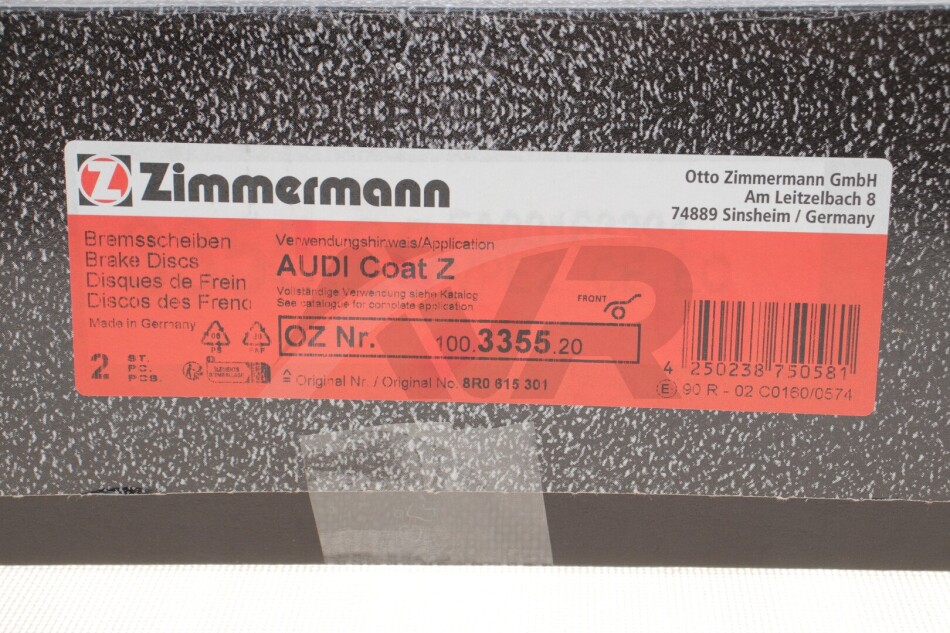 Z Zimmermann
Otto Zimmermann GmbH
Am Leitzelbach 8
74889 Sinsheim / Germany
Bremsscheiben
Brake Discs
Disques de Frein
Discos des Freno
Made in Germany
2 ST.
PC.
PCS.
Verwendungshinweis/Application
AUDI Coat Z
Vollständige Verwendung siehe Katalog
See catalogue for complete application
FRONT
OZ Nr. 100.3355.20
Original Nr. / Original No. 8R0 615 301
4 250238 750581
E 90 R - 02 C0160/0574